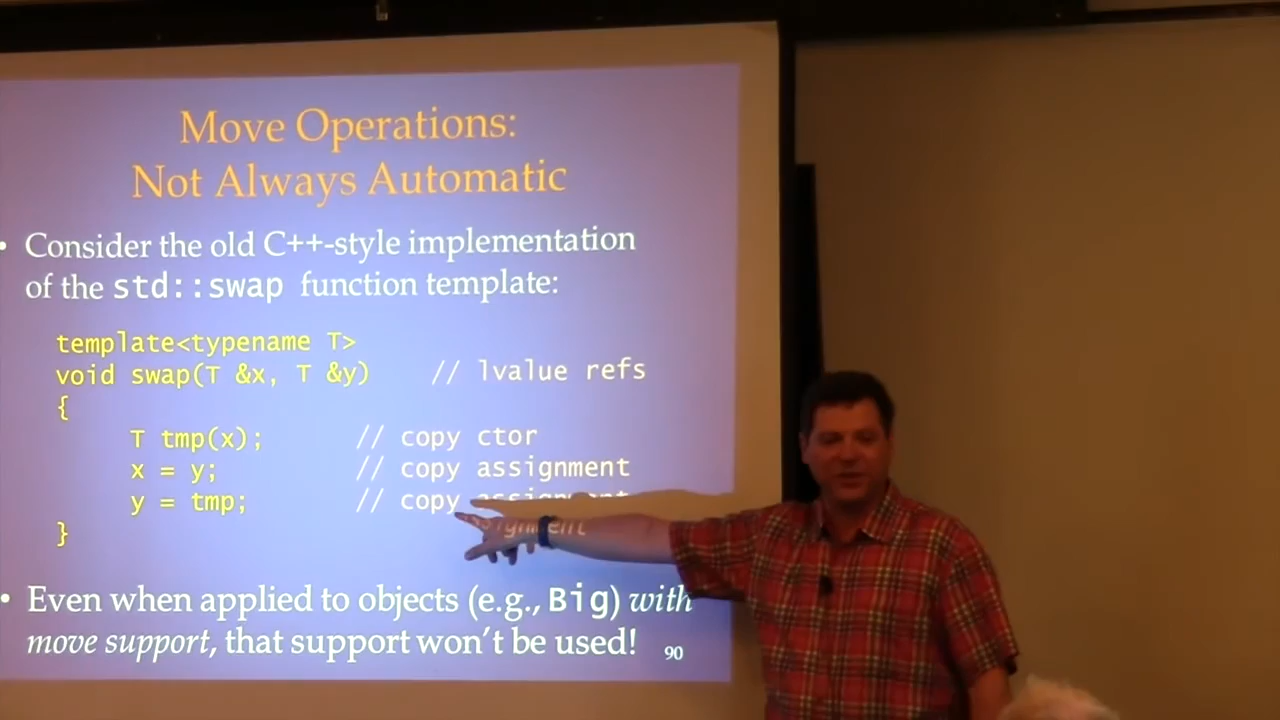 Move Operations:
Not Always Automatic
• Consider the old C++-style implementation
of the std::swap function template:
template<typename T>
void swap(T &x, T &y) // lvalue refs
{
T tmp(x); // copy ctor
x = y; // copy assignment
y = tmp; // copy assignment
}
• Even when applied to objects (e.g., Big) with
move support, that support won't be used!
90